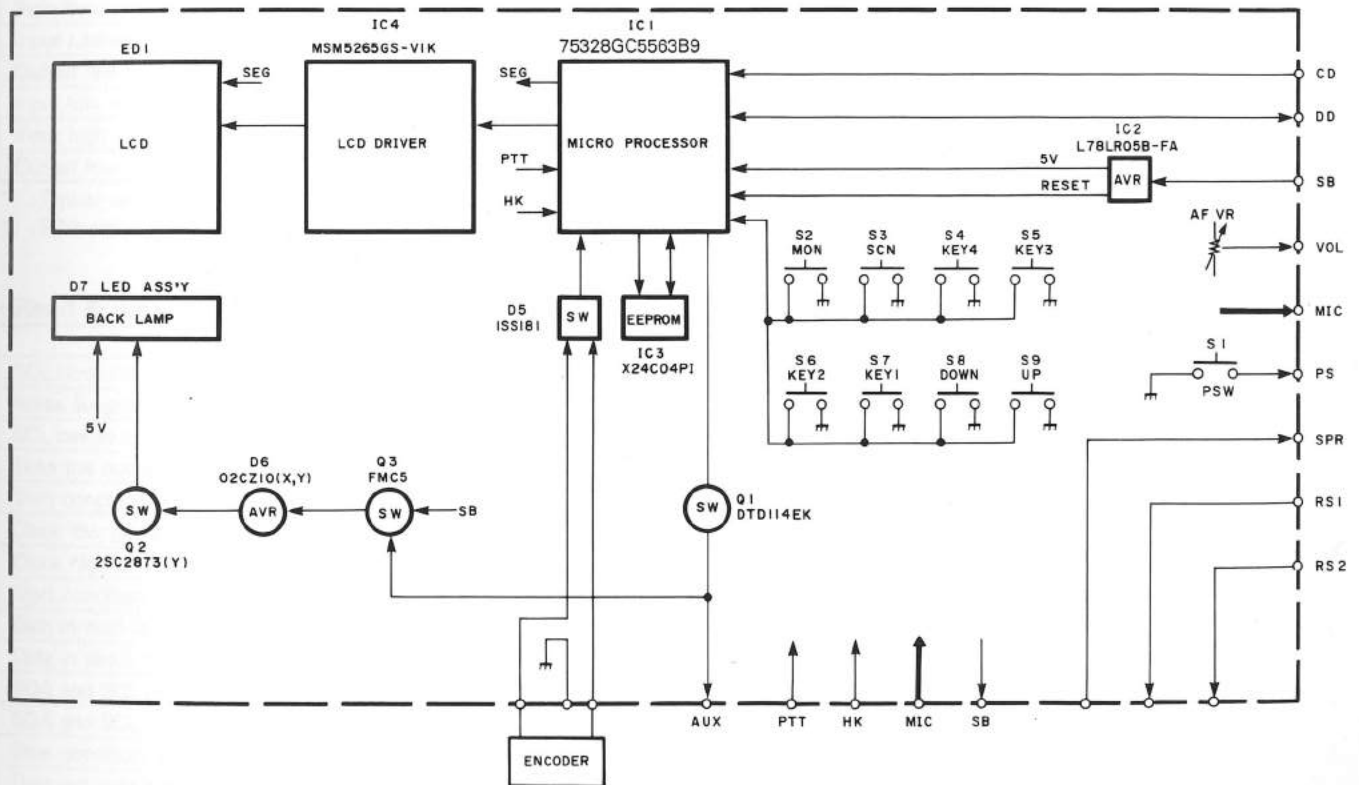 IC4
IC1
ED1
MSM5265GS-V1K
75328GC5563B9
SEG
SEG
CD
LCD
LCD DRIVER
MICRO PROCESSOR
DD
IC2
L78LR05B-FA
PTT
5V
AVR
SB
RESET
HK
AF VR
S2
MON
S3
SCN
S4
KEY4
S5
KEY3
VOL
D7 LED ASS'Y
BACK LAMP
D5
1SS181
SW
EEPROM
IC3
X24C04PI
MIC
S1
PSW
PS
S6
KEY2
S7
KEY1
S8
DOWN
S9
UP
5V
SPR
D6
02CZ10(X,Y)
Q3
FMC5
SW
AVR
SW
SB
SW
Q1
DTD114EK
RS1
Q2
2SC2873(Y)
RS2
AUX
PTT
HK
MIC
SB
ENCODER